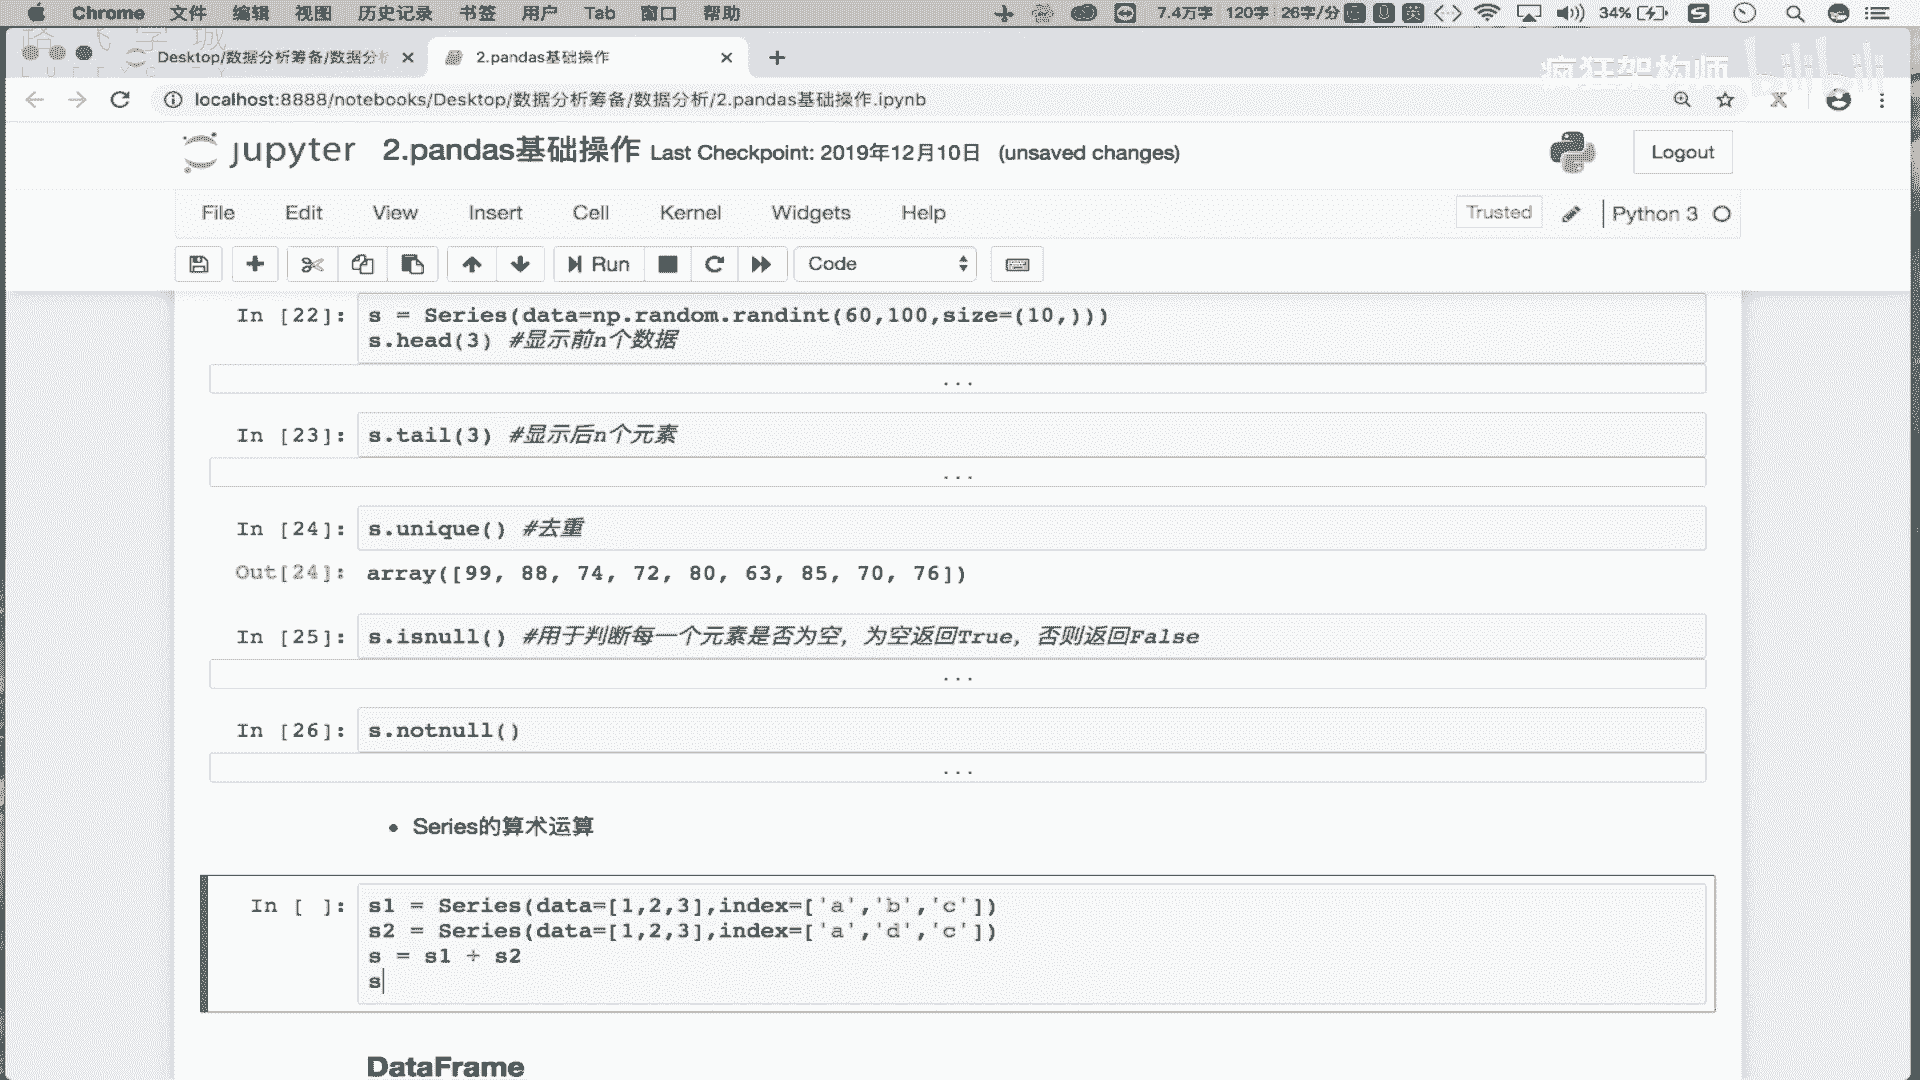 Chrome 文件 编辑 视图 历史记录 书签 用户 Tab 窗口 帮助 7.4万字 120字 26字/分 英 34%
路飞学城
Desktop/数据分析筹备/数据分析
2.pandas基础操作
疯狂架构师 bilibili
localhost:8888/notebooks/Desktop/数据分析筹备/数据分析/2.pandas基础操作.ipynb
jupyter 2.pandas基础操作 Last Checkpoint: 2019年12月10日 (unsaved changes)
Logout
File Edit View Insert Cell Kernel Widgets Help
Trusted Python 3
Run Code
In [22]: s = Series(data=np.random.randint(60,100,size=(10,)))
s.head(3) #显示前n个数据
...
In [23]: s.tail(3) #显示后n个元素
...
In [24]: s.unique() #去重
Out[24]: array([99, 88, 74, 72, 80, 63, 85, 70, 76])
In [25]: s.isnull() #用于判断每一个元素是否为空，为空返回True，否则返回False
...
In [26]: s.notnull()
...
• Series的算术运算
In [ ]: s1 = Series(data=[1,2,3],index=['a','b','c'])
s2 = Series(data=[1,2,3],index=['a','d','c'])
s = s1 + s2
s
DataFrame